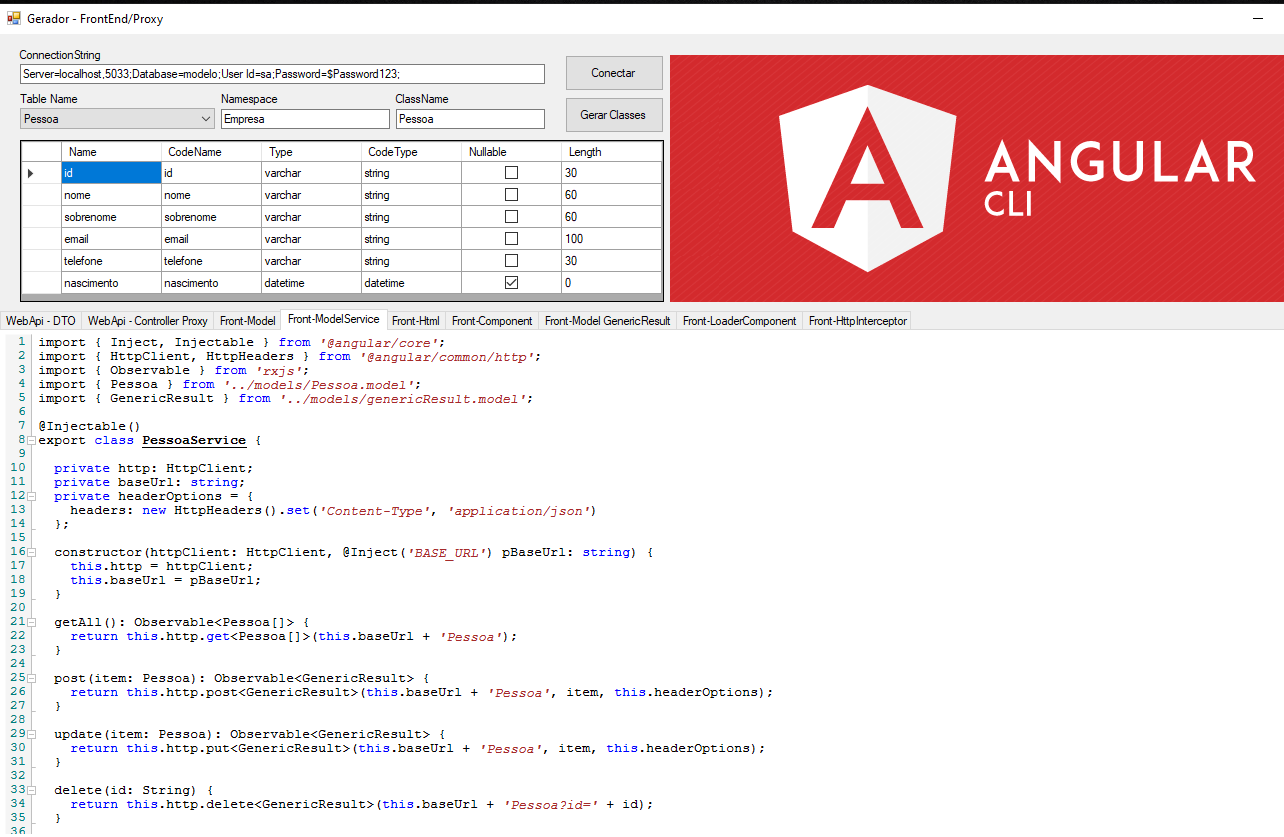 Gerador - FrontEnd/Proxy
ConnectionString
Server=localhost,5033;Database=modelo;User Id=sa;Password=$Password123;
Conectar
Table Name Namespace ClassName
Pessoa Empresa Pessoa
Gerar Classes
Name CodeName Type CodeType Nullable Length
id id varchar string 30
nome nome varchar string 60
sobrenome sobrenome varchar string 60
email email varchar string 100
telefone telefone varchar string 30
nascimento nascimento datetime datetime 0
ANGULAR
CLI
A
WebApi - DTO WebApi - Controller Proxy Front-Model Front-ModelService Front-Html Front-Component Front-Model GenericResult Front-LoaderComponent Front-HttpInterceptor
1 import { Inject, Injectable } from '@angular/core';
2 import { HttpClient, HttpHeaders } from '@angular/common/http';
3 import { Observable } from 'rxjs';
4 import { Pessoa } from '../models/Pessoa.model';
5 import { GenericResult } from '../models/genericResult.model';
6
7 @Injectable()
8 export class PessoaService {
9
10 private http: HttpClient;
11 private baseUrl: string;
12 private headerOptions = {
13 headers: new HttpHeaders().set('Content-Type', 'application/json')
14 };
15
16 constructor(httpClient: HttpClient, @Inject('BASE_URL') pBaseUrl: string) {
17 this.http = httpClient;
18 this.baseUrl = pBaseUrl;
19 }
20
21 getAll(): Observable<Pessoa[]> {
22 return this.http.get<Pessoa[]>(this.baseUrl + 'Pessoa');
23 }
24
25 post(item: Pessoa): Observable<GenericResult> {
26 return this.http.post<GenericResult>(this.baseUrl + 'Pessoa', item, this.headerOptions);
27 }
28
29 update(item: Pessoa): Observable<GenericResult> {
30 return this.http.put<GenericResult>(this.baseUrl + 'Pessoa', item, this.headerOptions);
31 }
32
33 delete(id: String) {
34 return this.http.delete<GenericResult>(this.baseUrl + 'Pessoa?id=' + id);
35 }
36